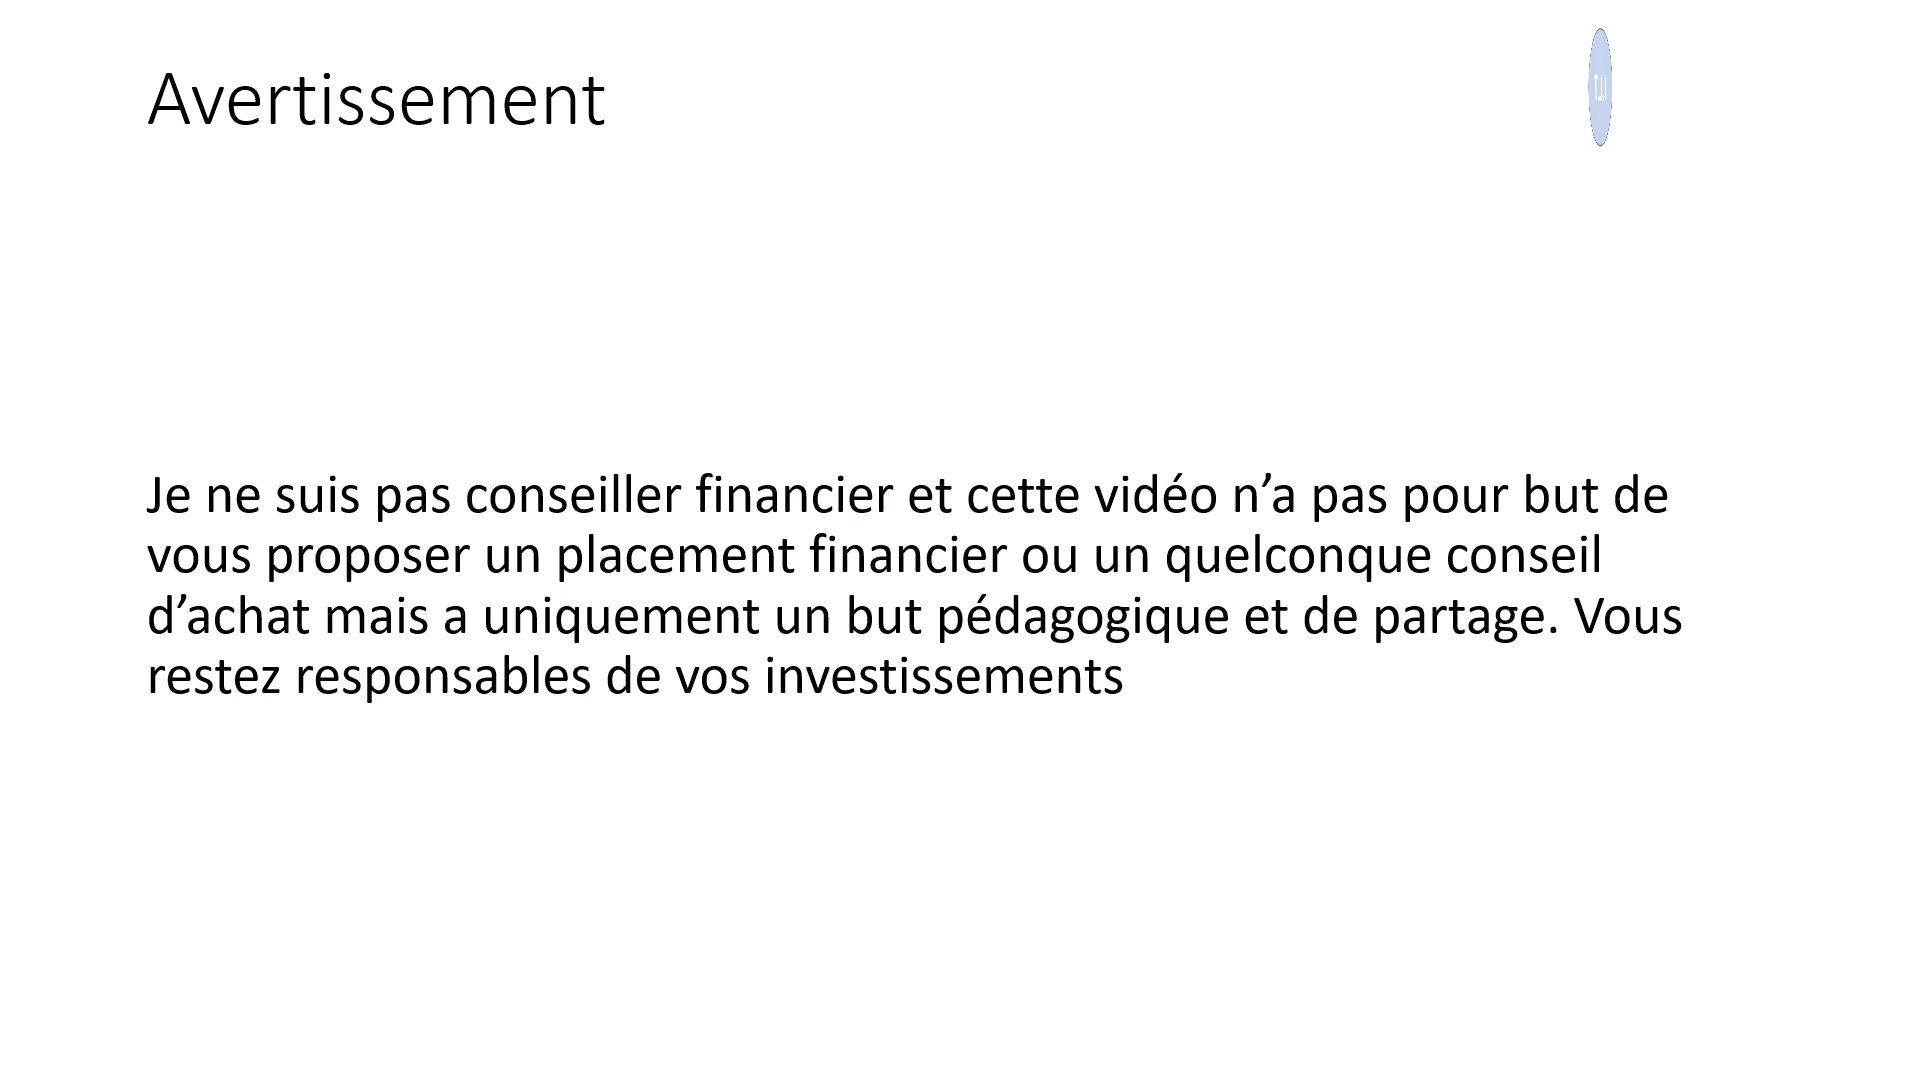 Avertissement
Je ne suis pas conseiller financier et cette vidéo n’a pas pour but de
vous proposer un placement financier ou un quelconque conseil
d’achat mais a uniquement un but pédagogique et de partage. Vous
restez responsables de vos investissements